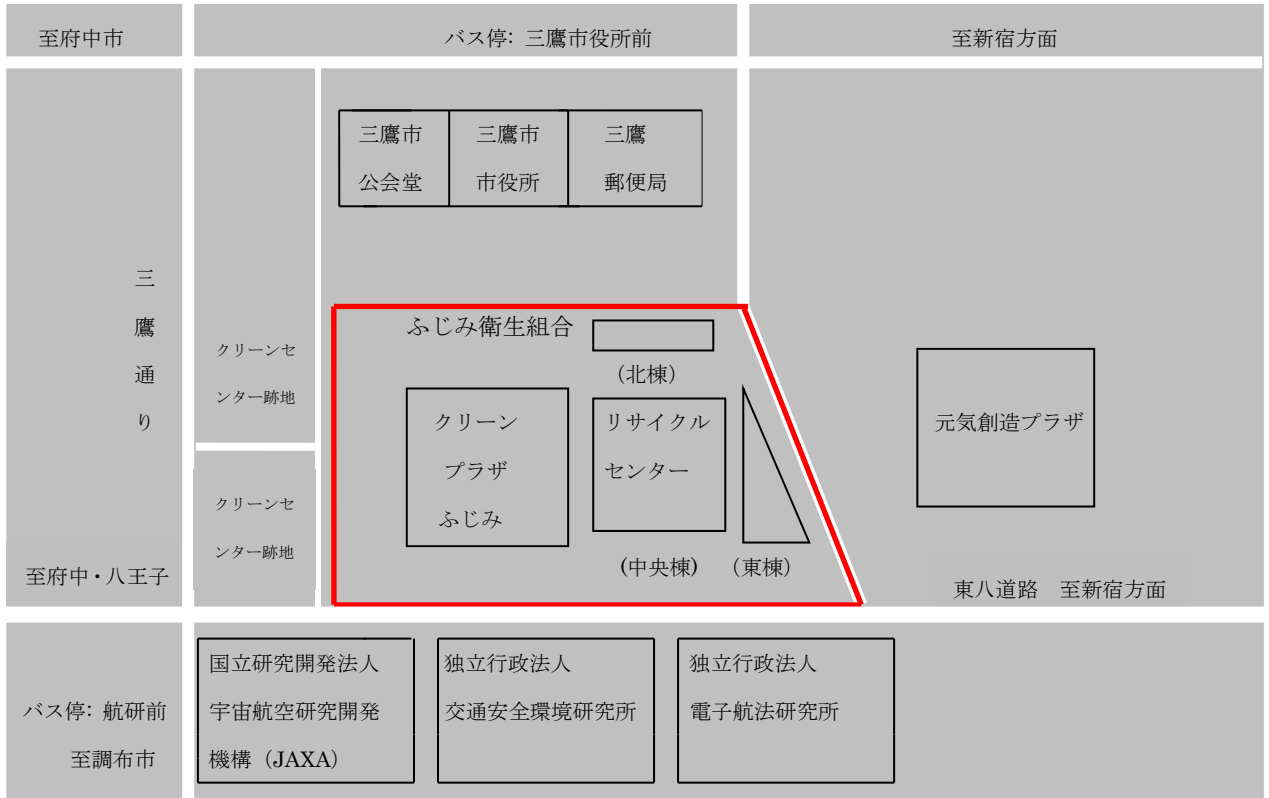 至府中市
バス停: 三鷹市役所前
至新宿方面
三鷹市
公会堂
三鷹市
市役所
三鷹
郵便局
三
鷹
通
り
クリーンセ
ンター跡地
クリーンセ
ンター跡地
ふじみ衛生組合
(北棟)
クリーン
プラザ
ふじみ
リサイクル
センター
(中央棟)
(東棟)
元気創造プラザ
至府中・八王子
東八道路 至新宿方面
バス停: 航研前
至調布市
国立研究開発法人
宇宙航空研究開発
機構(JAXA)
独立行政法人
交通安全環境研究所
独立行政法人
電子航法研究所